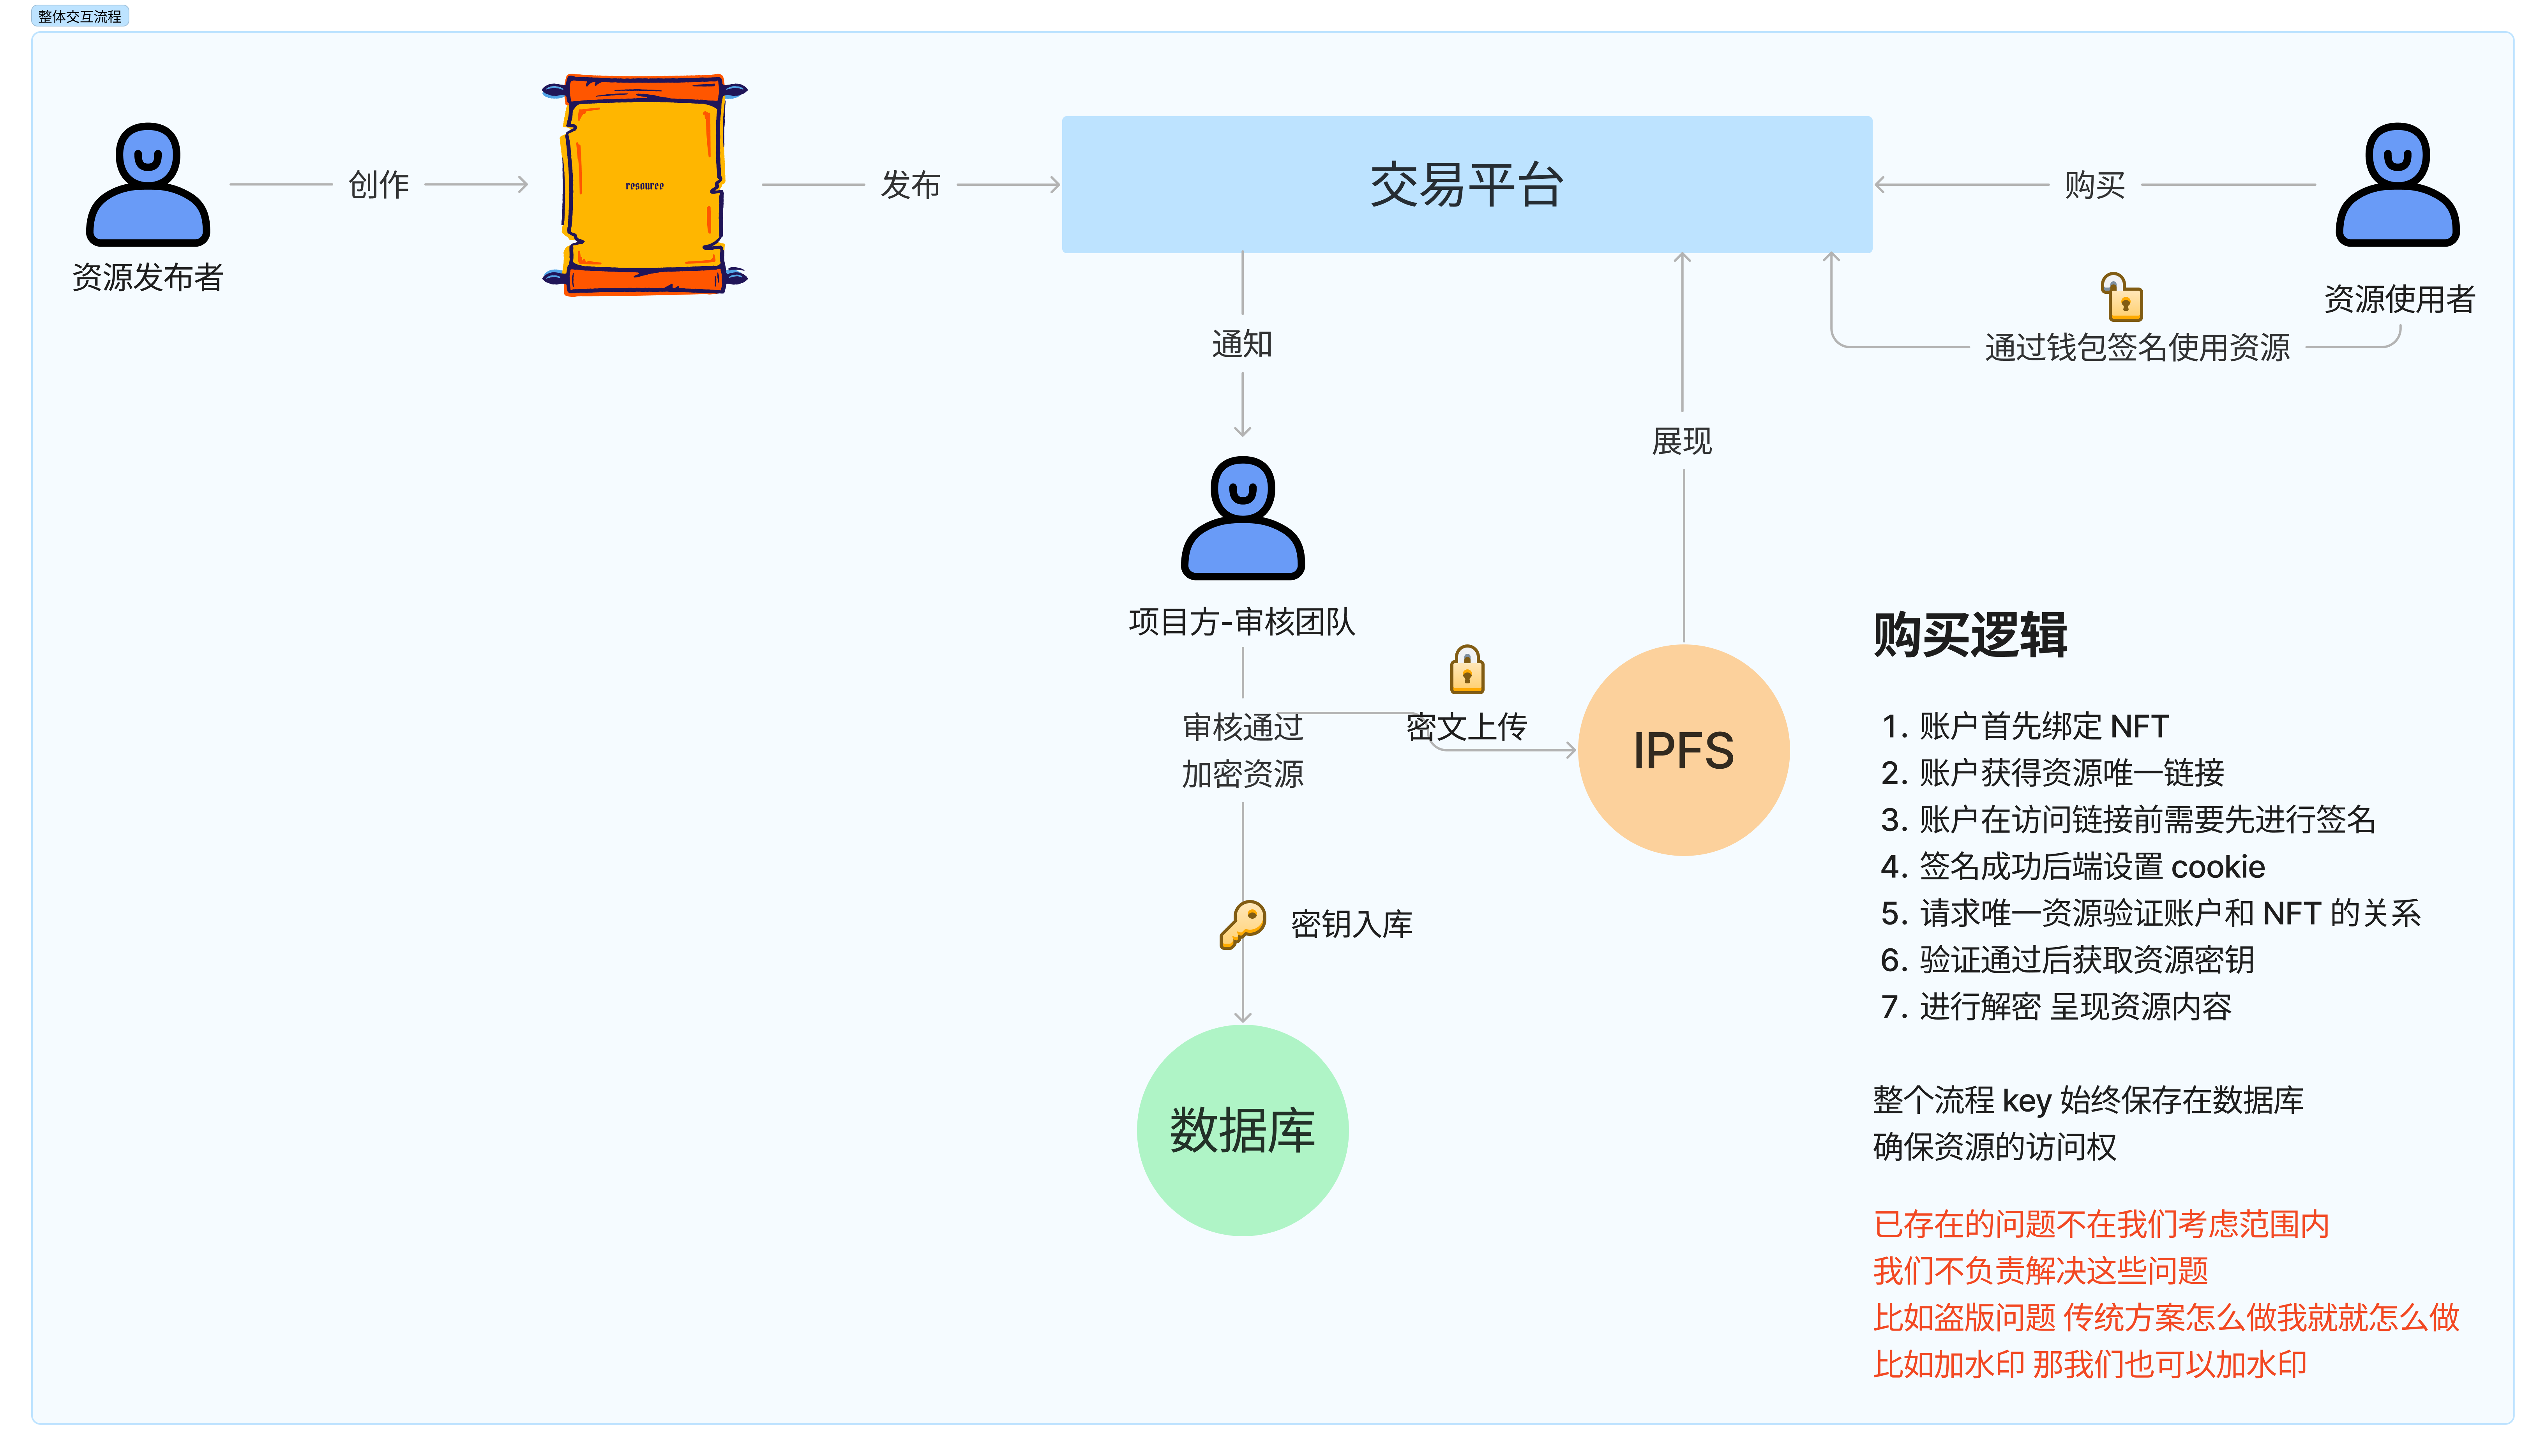 整体交互流程
创作
resource
发布
交易平台
购买
资源发布者
资源使用者
通知
通过钱包签名使用资源
展现
项目方-审核团队
审核通过
加密资源
密文上传
IPFS
密钥入库
数据库
购买逻辑
1. 账户首先绑定 NFT
2. 账户获得资源唯一链接
3. 账户在访问链接前需要先进行签名
4. 签名成功后端设置 cookie
5. 请求唯一资源验证账户和 NFT 的关系
6. 验证通过后获取资源密钥
7. 进行解密 呈现资源内容
整个流程 key 始终保存在数据库
确保资源的访问权
已存在的问题不在我们考虑范围内
我们不负责解决这些问题
比如盗版问题 传统方案怎么做我就就怎么做
比如加水印 那我们也可以加水印